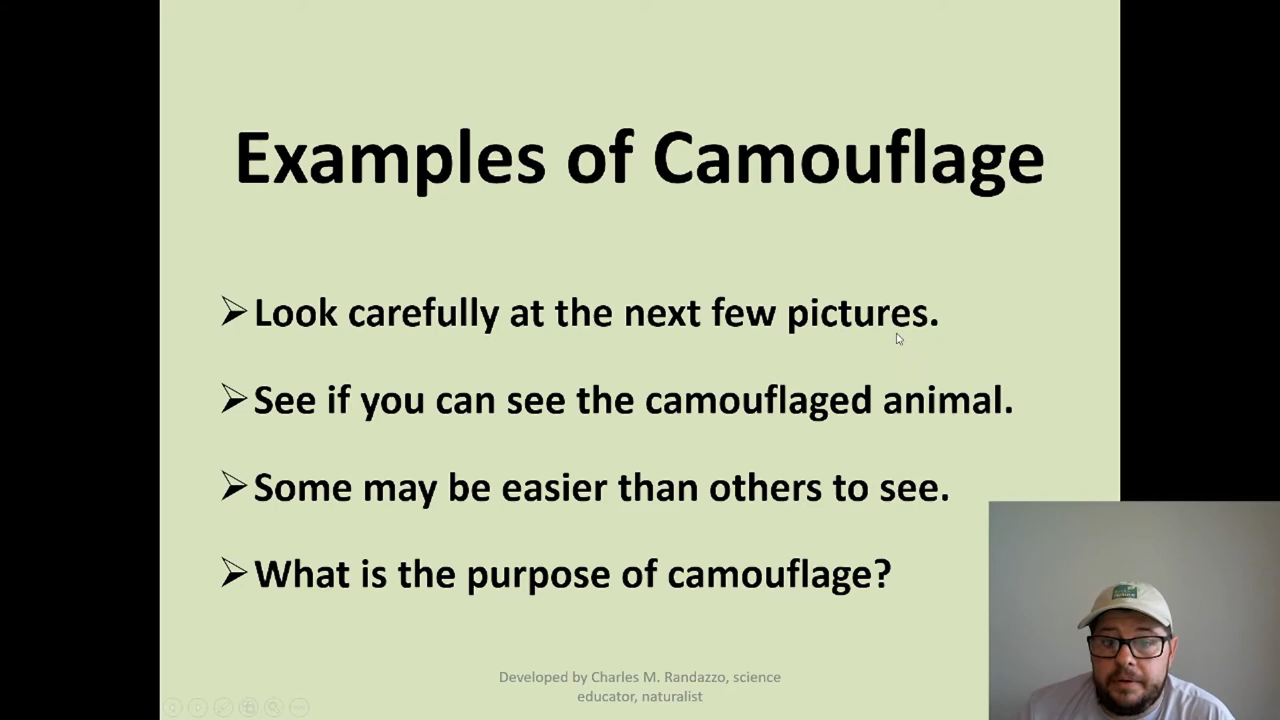 Examples of Camouflage
Look carefully at the next few pictures.
See if you can see the camouflaged animal.
Some may be easier than others to see.
What is the purpose of camouflage?
Developed by Charles M. Randazzo, science
educator, naturalist